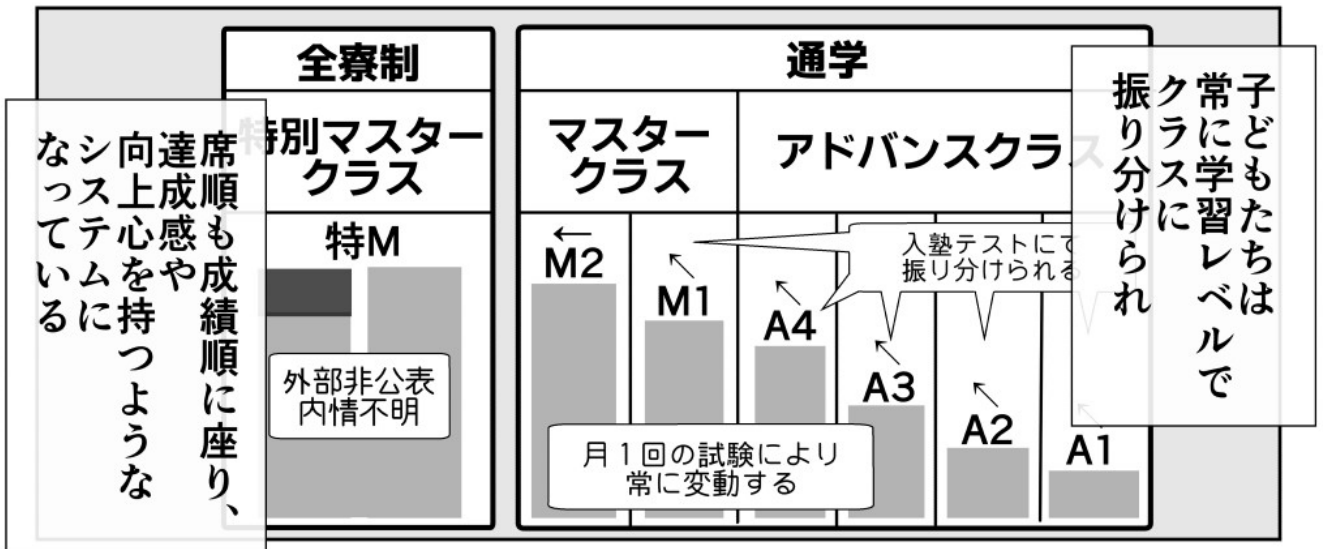 子どもたちは
常に学習レベルで
クラスに
振り分けられ
通学
アドバンスクラス
マスター
クラス
入塾テストにて
振り分けられる
A1
A2
A3
A4
M1
M2
月1回の試験により
常に変動する
全寮制
特別マスター
クラス
特M
外部非公表
内情不明
席順も成績順に座り、
達成感や
向上心を持つような
システムに
なっている